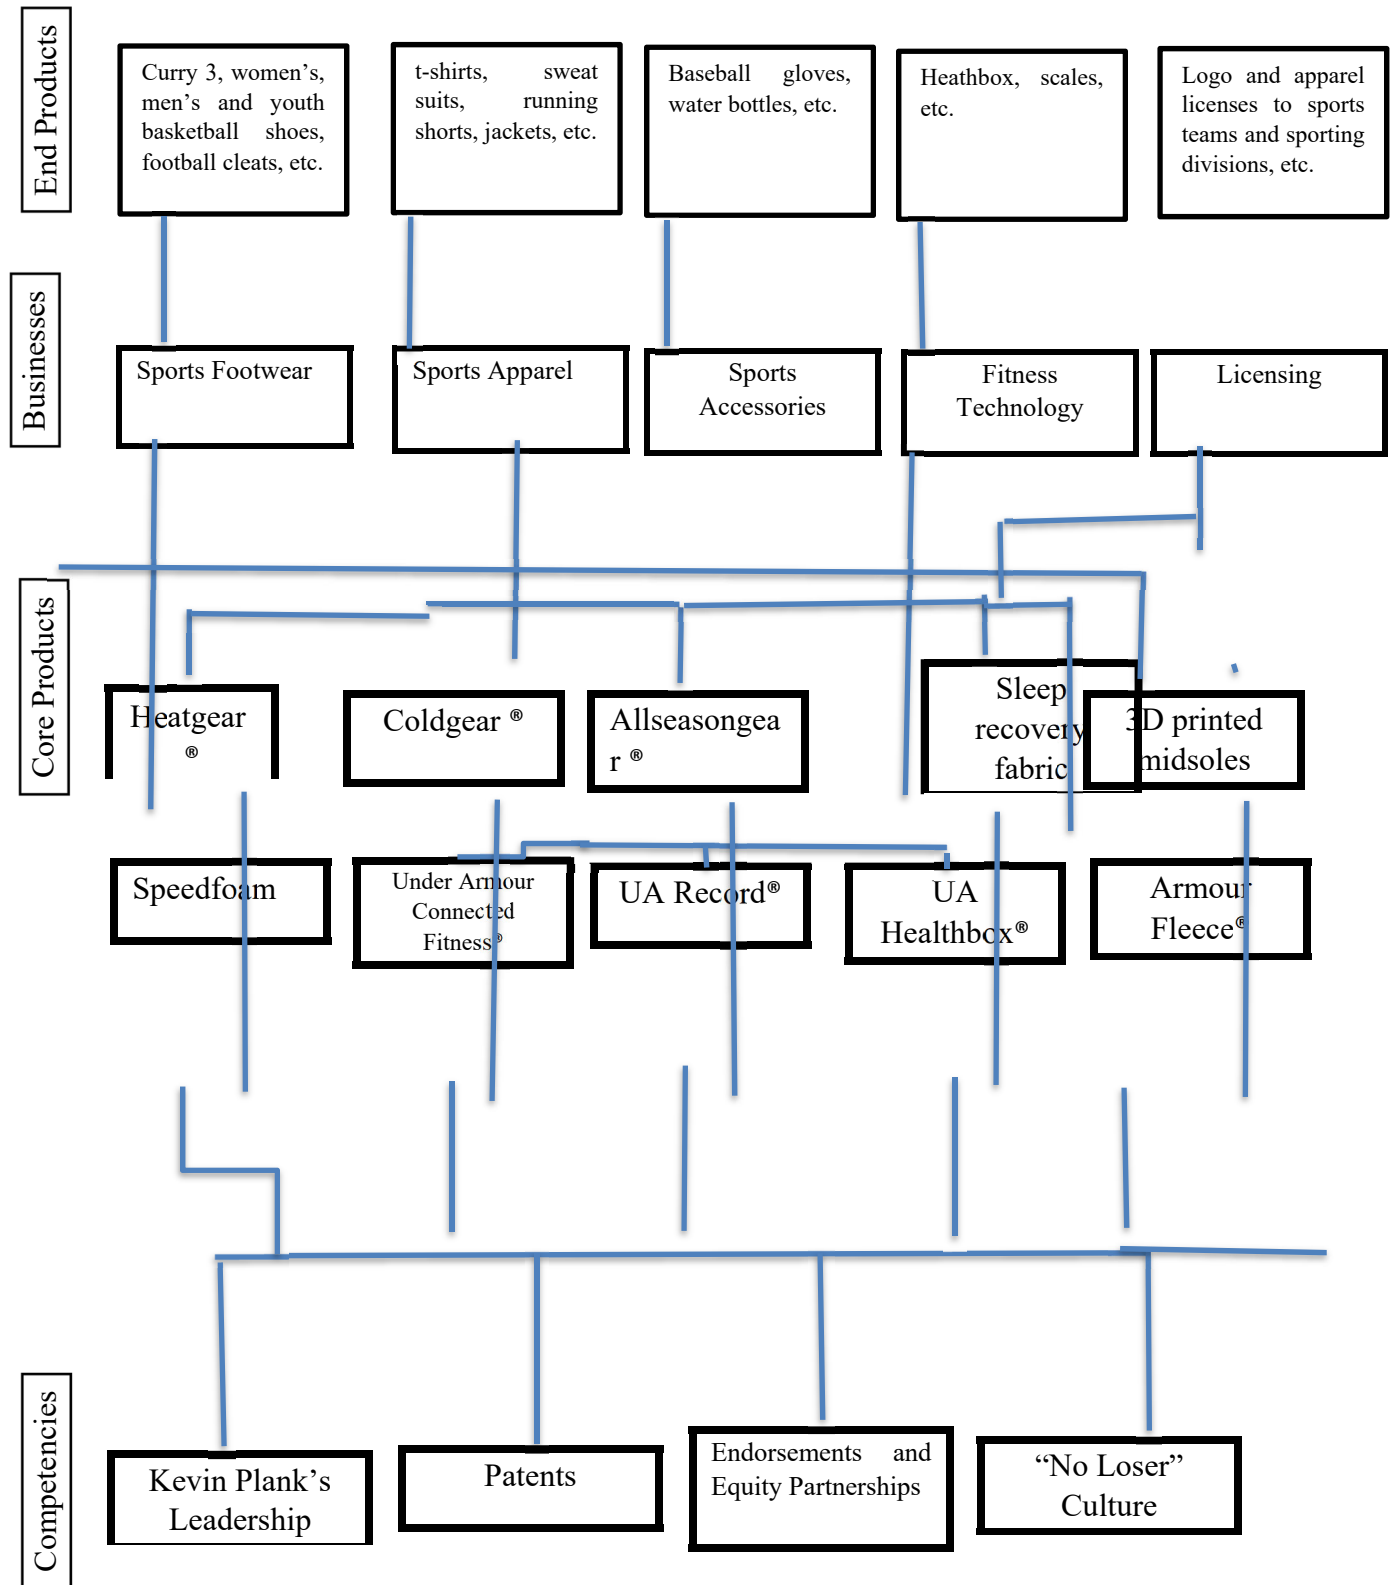 End Products
Curry 3, women’s,
men’s and youth
basketball shoes,
football cleats, etc.
t-shirts, sweat
suits, running
shorts, jackets, etc.
Baseball gloves,
water bottles, etc.
Heathbox, scales,
etc.
Logo and apparel
licenses to sports
teams and sporting
divisions, etc.
Businesses
Sports Footwear
Sports Apparel
Sports
Accessories
Fitness
Technology
Licensing
Core Products
Heatgear
®
Coldgear ®
Allseasongea
r ®
Sleep
recovery
fabric
3D printed
midsoles
Speedfoam
Under Armour
Connected
Fitness®
UA Record®
UA
Healthbox®
Armour
Fleece®
Competencies
Kevin Plank’s
Leadership
Patents
Endorsements and
Equity Partnerships
“No Loser”
Culture